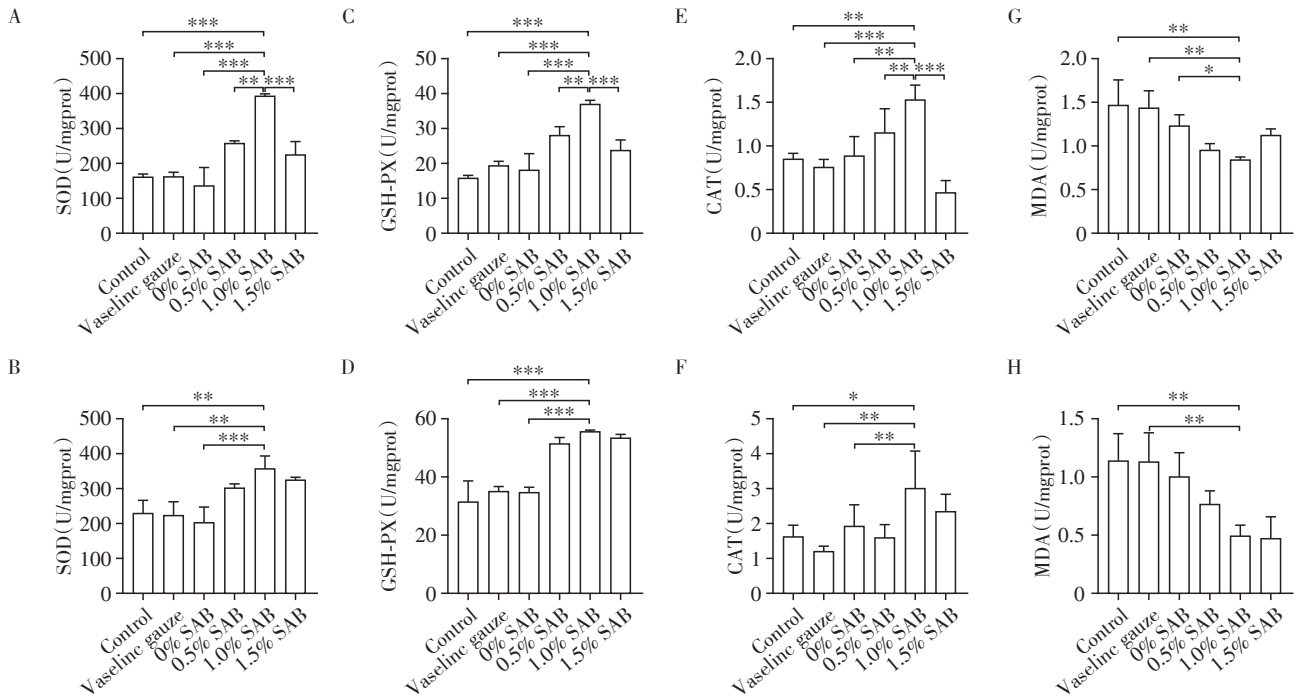 A
***
***
***
** ***
SOD(U/mgprot)
500
400
300
200
100
0
Control
Vaselinc gauze
0% SAB
0.5% SAB
1.0% SAB
1.5% SAB
C
***
***
***
** ***
GSH-PX(U/mgprot)
50
40
30
20
10
0
Control
Vaselinc gauze
0% SAB
0.5% SAB
1.0% SAB
1.5% SAB
E
**
***
**
** ***
CAT(U/mgprot)
2.0
1.5
1.0
0.5
0
Control
Vaselinc gauze
0% SAB
0.5% SAB
1.0% SAB
1.5% SAB
G
**
**
*
MDA(U/mgprot)
2.0
1.5
1.0
0.5
0
Control
Vaselinc gauze
0% SAB
0.5% SAB
1.0% SAB
1.5% SAB
B
**
**
***
SOD(U/mgprot)
500
400
300
200
100
0
Control
Vaselinc gauze
0% SAB
0.5% SAB
1.0% SAB
1.5% SAB
D
***
***
***
GSH-PX(U/mgprot)
60
40
20
0
Control
Vaselinc gauze
0% SAB
0.5% SAB
1.0% SAB
1.5% SAB
F
*
**
**
CAT(U/mgprot)
5
4
3
2
1
0
Control
Vaselinc gauze
0% SAB
0.5% SAB
1.0% SAB
1.5% SAB
H
**
**
MDA(U/mgprot)
1.5
1.0
0.5
0
Control
Vaselinc gauze
0% SAB
0.5% SAB
1.0% SAB
1.5% SAB